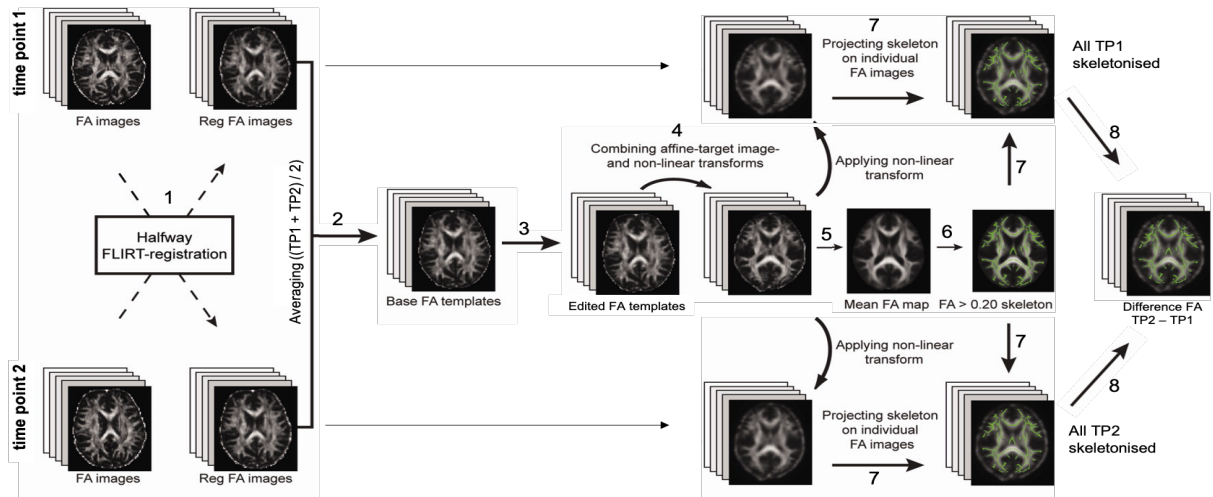 time point 1
FA images
Reg FA images
1
Halfway
FLIRT-registration
time point 2
FA images
Reg FA images
Averaging ((TP1 + TP2) / 2)
2
Base FA templates
3
4
Combining affine-target image-
and non-linear transforms
Edited FA templates
5
Mean FA map
6
FA > 0.20 skeleton
Applying non-linear
transform
Applying non-linear
transform
7
Projecting skeleton
on individual
FA images
7
7
Projecting skeleton
on individual
FA images
7
All TP1
skeletonised
8
Difference FA
TP2 – TP1
8
All TP2
skeletonised